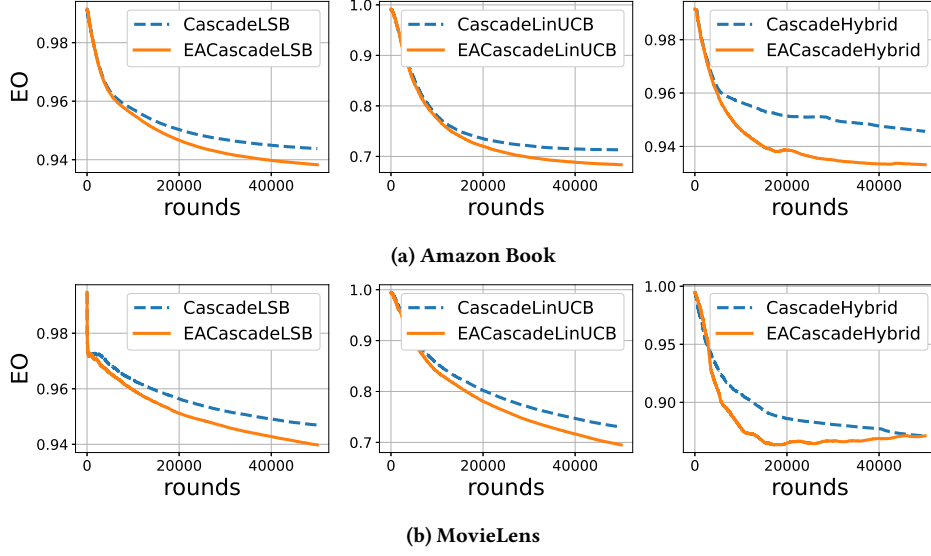 CascadeLSB
EACascadeLSB
0.98
0.96
0.94
EO
0 20000 40000
rounds
CascadeLinUCB
EACascadeLinUCB
1.0
0.9
0.8
0.7
0 20000 40000
rounds
CascadeHybrid
EACascadeHybrid
0.98
0.96
0.94
0 20000 40000
rounds
(a) Amazon Book
CascadeLSB
EACascadeLSB
0.98
0.96
0.94
EO
0 20000 40000
rounds
CascadeLinUCB
EACascadeLinUCB
1.0
0.9
0.8
0.7
0 20000 40000
rounds
CascadeHybrid
EACascadeHybrid
1.00
0.95
0.90
0 20000 40000
rounds
(b) MovieLens